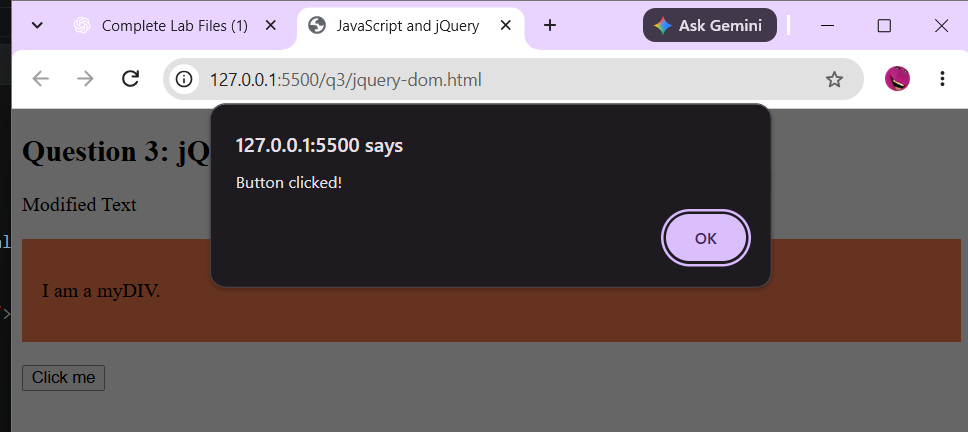 Complete Lab Files (1)
JavaScript and jQuery
Ask Gemini
127.0.0.1:5500/q3/jquery-dom.html
127.0.0.1:5500 says
Button clicked!
OK
Question 3: jQ
Modified Text
I am a myDIV.
Click me